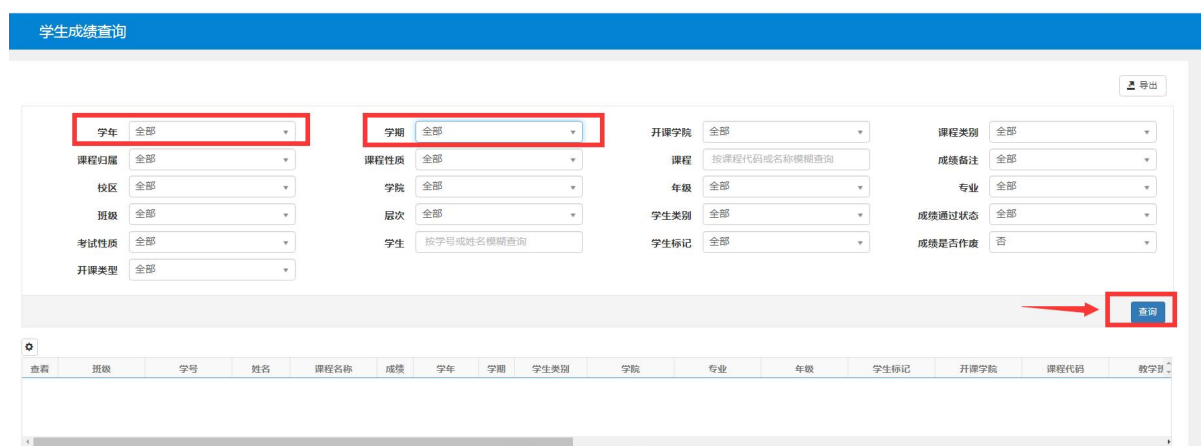 学生成绩查询
导出
学年 全部 学期 全部 开课学院 全部 课程类别 全部
课程归属 全部 课程性质 全部 课程 按课程代码或名称模糊查询 成绩备注 全部
校区 全部 学院 全部 年级 全部 专业 全部
班级 全部 层次 全部 学生类别 全部 成绩通过状态 全部
考试性质 全部 学生 按学号或姓名模糊查询 学生标记 全部 成绩是否作废 否
开课类型 全部
查询
查看 班级 学号 姓名 课程名称 成绩 学年 学期 学生类别 学院 专业 年级 学生标记 开课学院 课程代码 教学